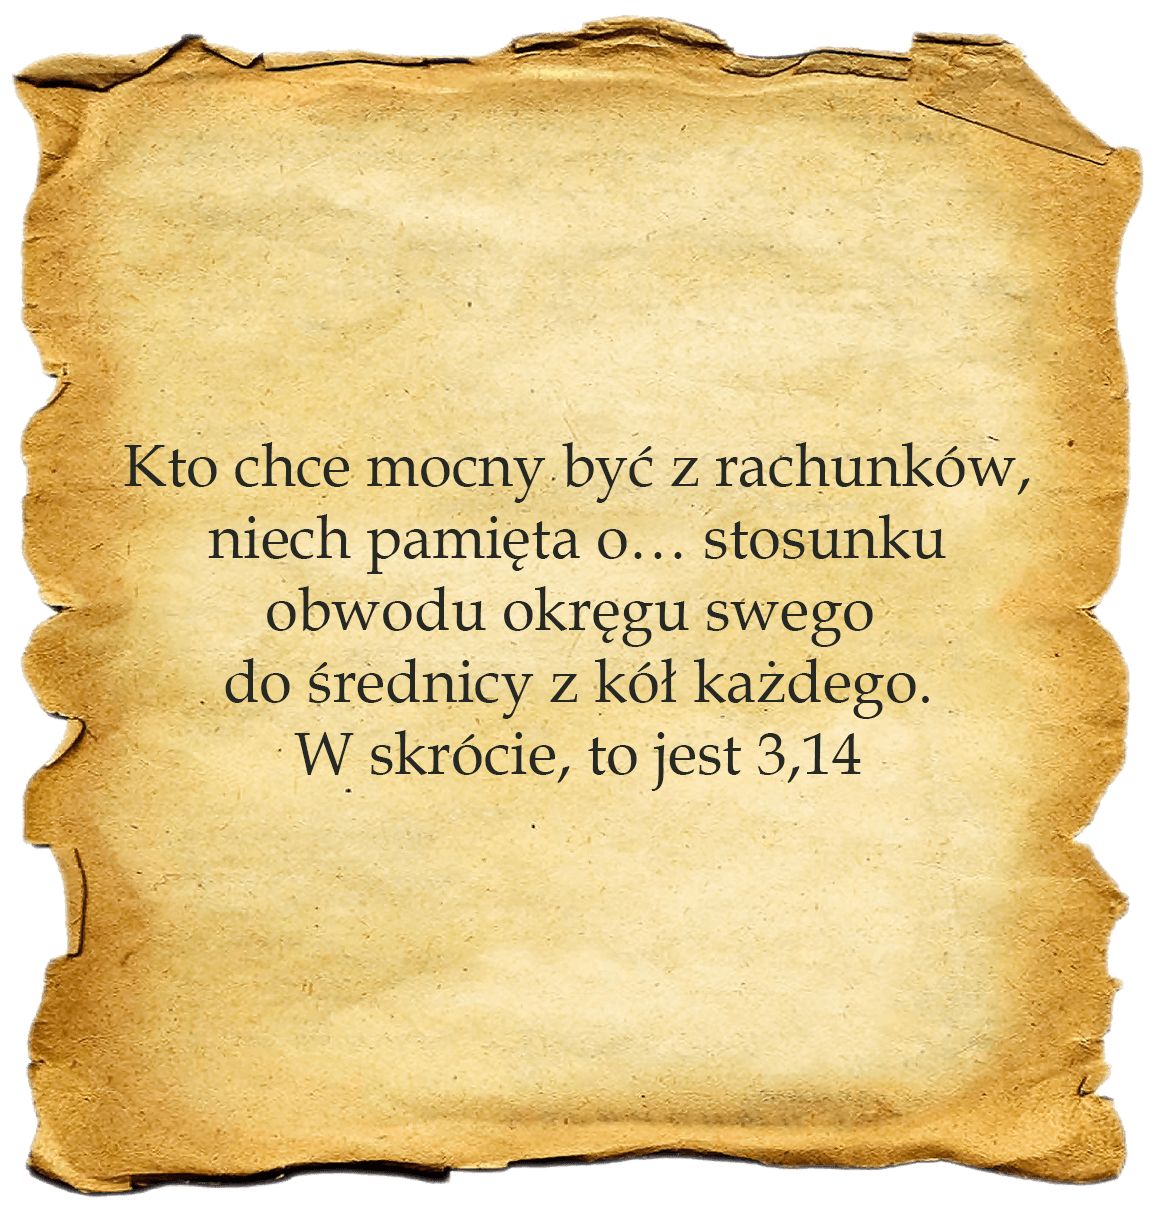 Kto chce mocny być z rachunków,
niech pamięta o… stosunku
obwodu okręgu swego
do średnicy z kół każdego.
W skrócie, to jest 3,14